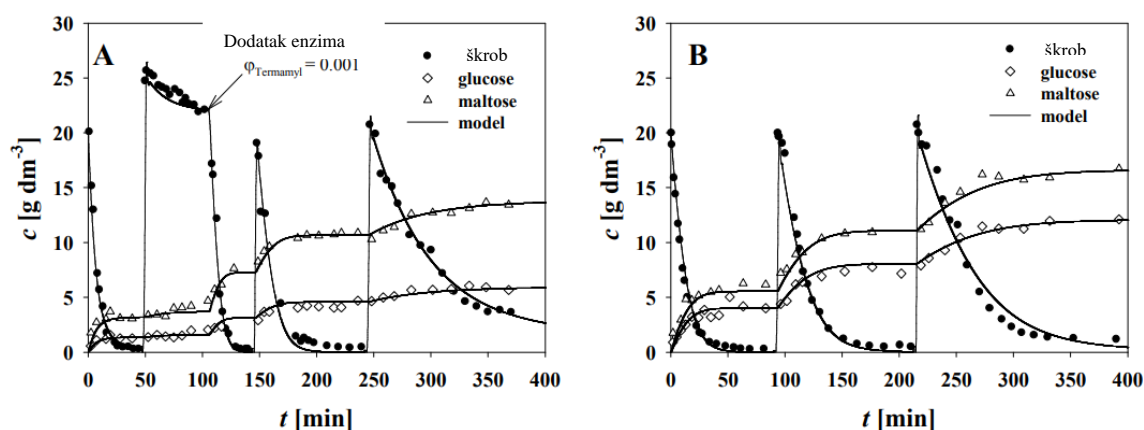 A
Dodatak enzima
φTermamyl = 0.001
škrob
glucose
maltose
model
30
25
20
15
10
5
0
c [g dm-3]
0 50 100 150 200 250 300 350 400
t [min]
B
škrob
glucose
maltose
model
30
25
20
15
10
5
0
c [g dm-3]
0 50 100 150 200 250 300 350 400
t [min]